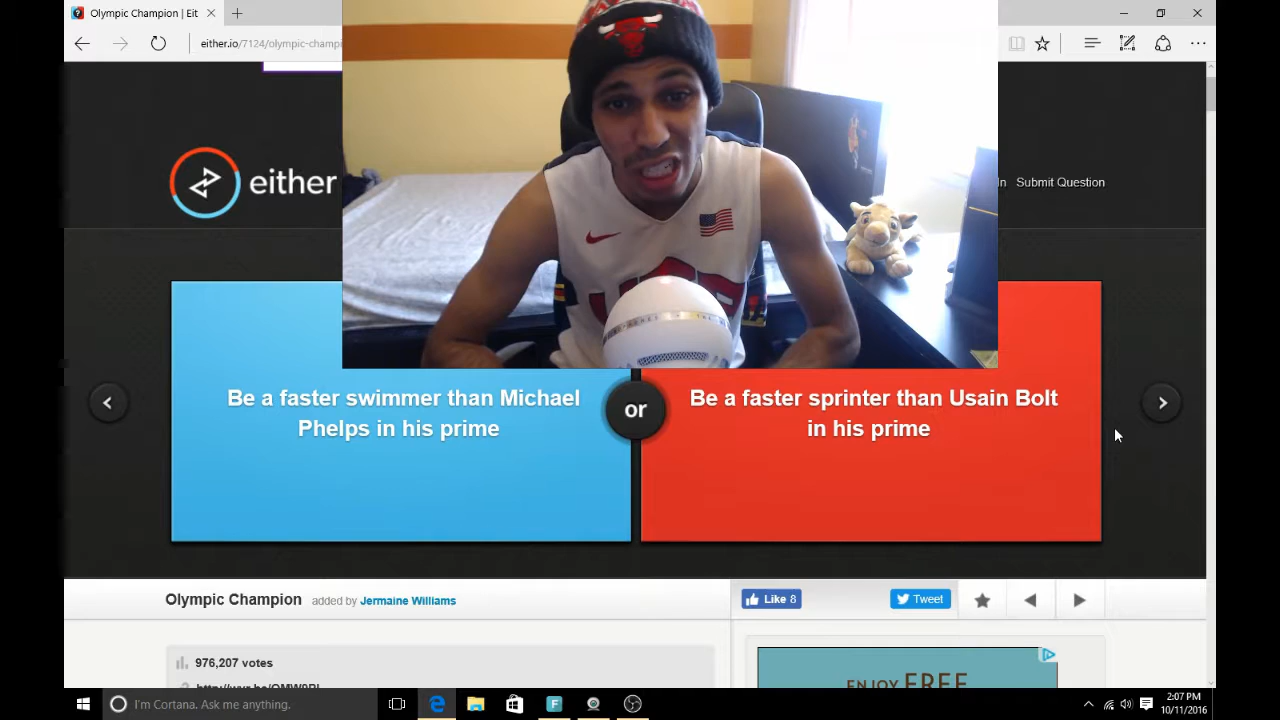 Olympic Champion | Eit
either.io/7124/olympic-champi
either
In Submit Question
Be a faster swimmer than Michael
Phelps in his prime
or
Be a faster sprinter than Usain Bolt
in his prime
Olympic Champion added by Jermaine Williams
Like 8
Tweet
976,207 votes
ENJOY FREE
I'm Cortana. Ask me anything.
2:07 PM
10/11/2016